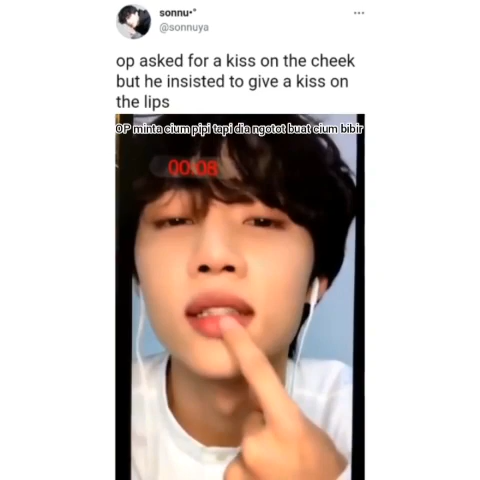 sonnu•°
@sonnuya
op asked for a kiss on the cheek
but he insisted to give a kiss on
the lips
OP minta cium pipi tapi dia ngotot buat cium bibir
00:08